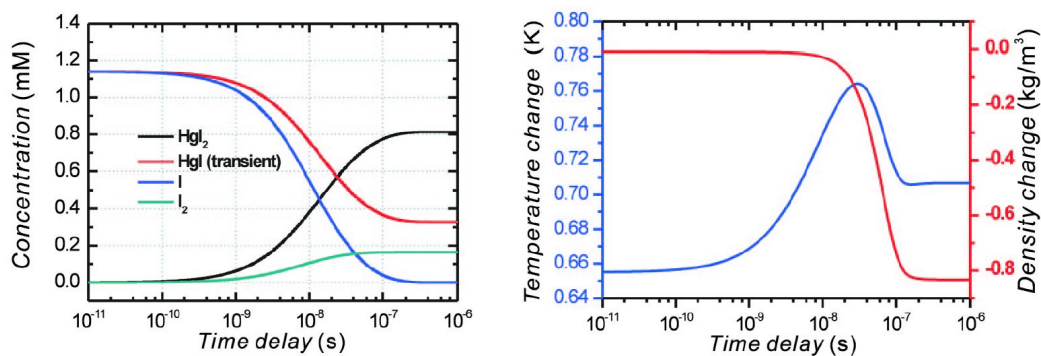 Concentration (mM)
1.4
1.2
1.0
0.8
0.6
0.4
0.2
0.0
HgI₂
HgI (transient)
I
I₂
10⁻¹¹ 10⁻¹⁰ 10⁻⁹ 10⁻⁸ 10⁻⁷ 10⁻⁶
Time delay (s)
Temperature change (K)
0.80
0.78
0.76
0.74
0.72
0.70
0.68
0.66
0.64
0.0
-0.2
-0.4
-0.6
-0.8
Density change (kg/m³)
10⁻¹¹ 10⁻¹⁰ 10⁻⁹ 10⁻⁸ 10⁻⁷ 10⁻⁶
Time delay (s)